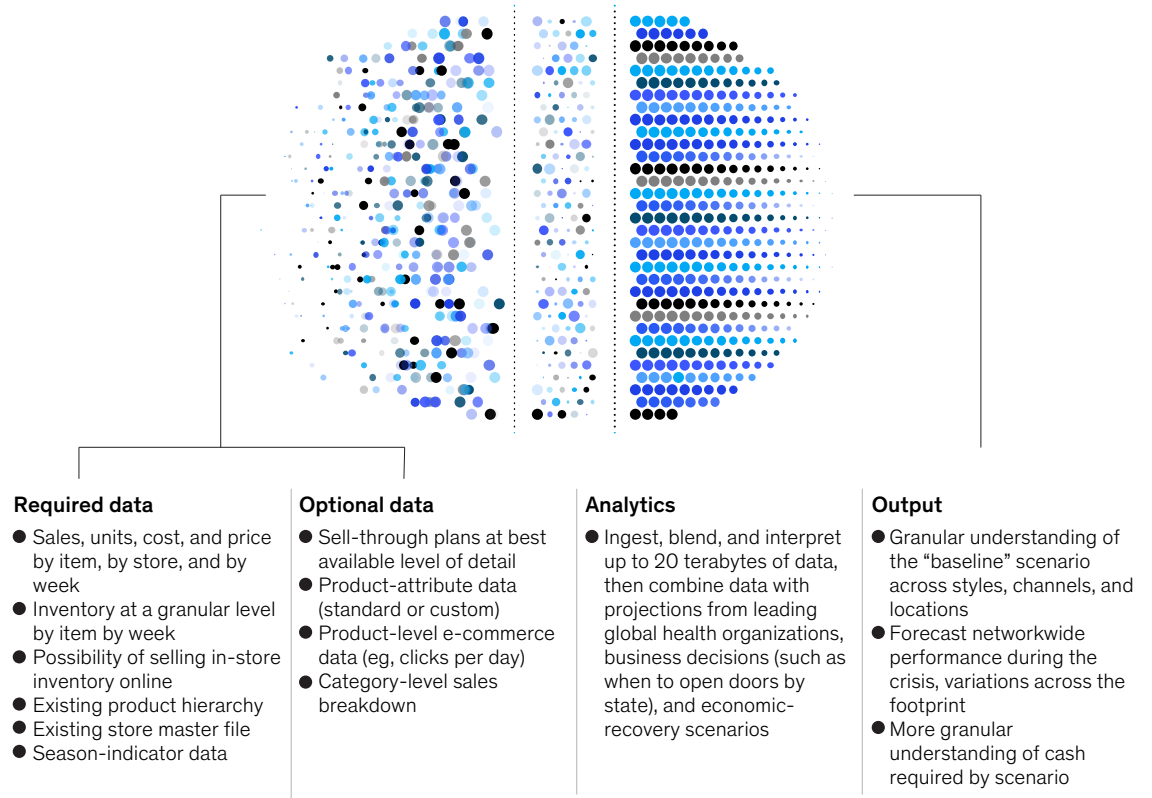 Required data
● Sales, units, cost, and price
by item, by store, and by
week
● Inventory at a granular level
by item by week
● Possibility of selling in-store
inventory online
● Existing product hierarchy
● Existing store master file
● Season-indicator data
Optional data
● Sell-through plans at best
available level of detail
● Product-attribute data
(standard or custom)
● Product-level e-commerce
data (eg, clicks per day)
● Category-level sales
breakdown
Analytics
● Ingest, blend, and interpret
up to 20 terabytes of data,
then combine data with
projections from leading
global health organizations,
business decisions (such as
when to open doors by
state), and economic-
recovery scenarios
Output
● Granular understanding of
the “baseline” scenario
across styles, channels, and
locations
● Forecast networkwide
performance during the
crisis, variations across the
footprint
● More granular
understanding of cash
required by scenario